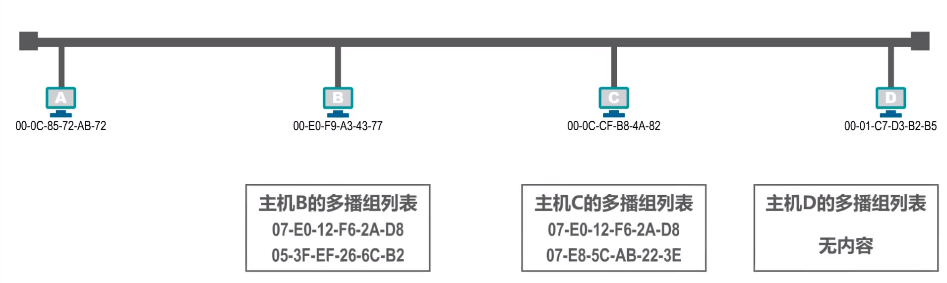 A
B
C
D
00-0C-85-72-AB-72
00-E0-F9-A3-43-77
00-0C-CF-B8-4A-82
00-01-C7-D3-B2-B5
主机B的多播组列表
07-E0-12-F6-2A-D8
05-3F-EF-26-6C-B2
主机C的多播组列表
07-E0-12-F6-2A-D8
07-E8-5C-AB-22-3E
主机D的多播组列表
无内容